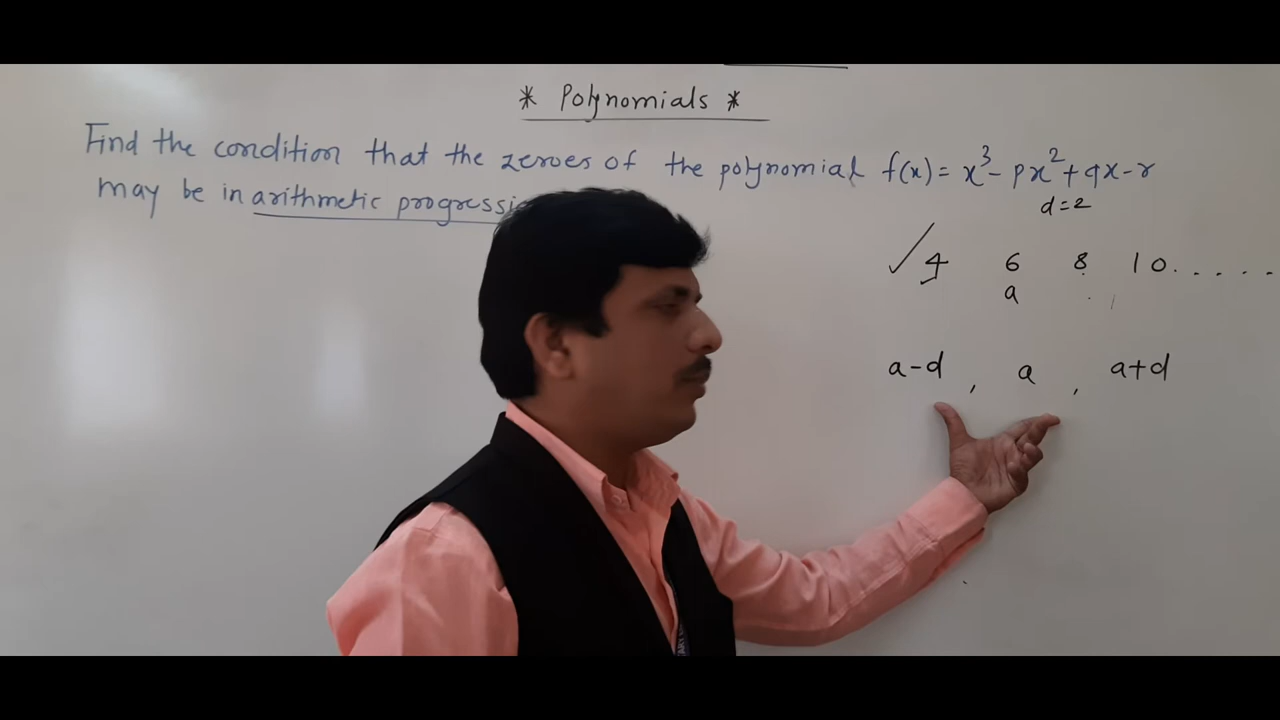 * Polynomials *
Find the condition that the zeroes of the polynomial f(x) = x³ - px² + qx - r
may be in arithmetic progressi
d = 2
✓ 4 6 8 10 . . . . .
a
a-d , a , a+d